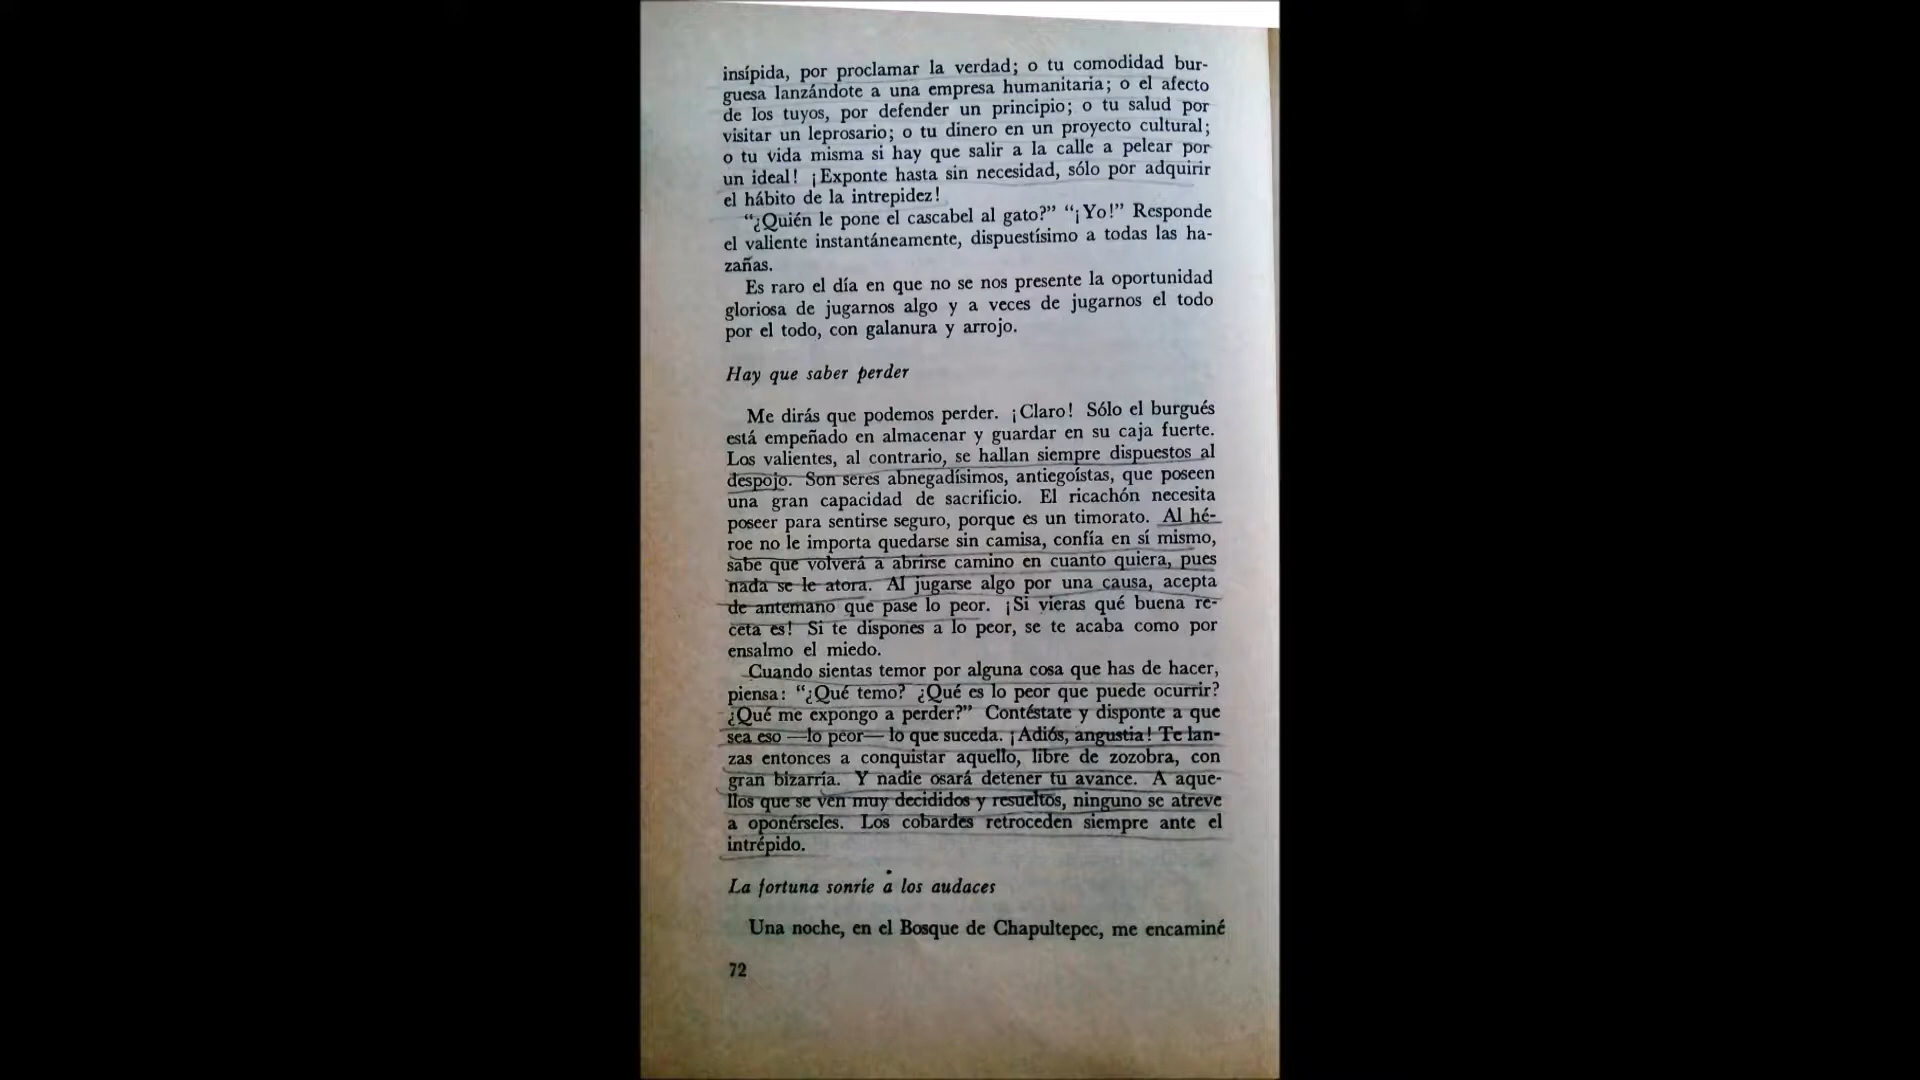 insípida, por proclamar la verdad; o tu comodidad bur-
guesa lanzándote a una empresa humanitaria; o el afecto
de los tuyos, por defender un principio; o tu salud por
visitar un leprosario; o tu dinero en un proyecto cultural;
o tu vida misma si hay que salir a la calle a pelear por
un ideal! ¡Exponte hasta sin necesidad, sólo por adquirir
el hábito de la intrepidez!
“¿Quién le pone el cascabel al gato?” “¡Yo!” Responde
el valiente instantáneamente, dispuestísimo a todas las ha-
zañas.
Es raro el día en que no se nos presente la oportunidad
gloriosa de jugarnos algo y a veces de jugarnos el todo
por el todo, con galanura y arrojo.
Hay que saber perder
Me dirás que podemos perder. ¡Claro! Sólo el burgués
está empeñado en almacenar y guardar en su caja fuerte.
Los valientes, al contrario, se hallan siempre dispuestos al
despojo. Son seres abnegadísimos, antiegoístas, que poseen
una gran capacidad de sacrificio. El ricachón necesita
poseer para sentirse seguro, porque es un timorato. Al hé-
roe no le importa quedarse sin camisa, confía en sí mismo,
sabe que volverá a abrirse camino en cuanto quiera, pues
nada se le atora. Al jugarse algo por una causa, acepta
de antemano que pase lo peor. ¡Si vieras qué buena re-
ceta es! Si te dispones a lo peor, se te acaba como por
ensalmo el miedo.
Cuando sientas temor por alguna cosa que has de hacer,
piensa: “¿Qué temo? ¿Qué es lo peor que puede ocurrir?
¿Qué me expongo a perder?” Contéstate y disponte a que
sea eso —lo peor— lo que suceda. ¡Adiós, angustia! Te lan-
zas entonces a conquistar aquello, libre de zozobra, con
gran bizarría. Y nadie osará detener tu avance. A aque-
llos que se ven muy decididos y resueltos, ninguno se atreve
a oponérseles. Los cobardes retroceden siempre ante el
intrépido.
La fortuna sonríe a los audaces
Una noche, en el Bosque de Chapultepec, me encaminé
72